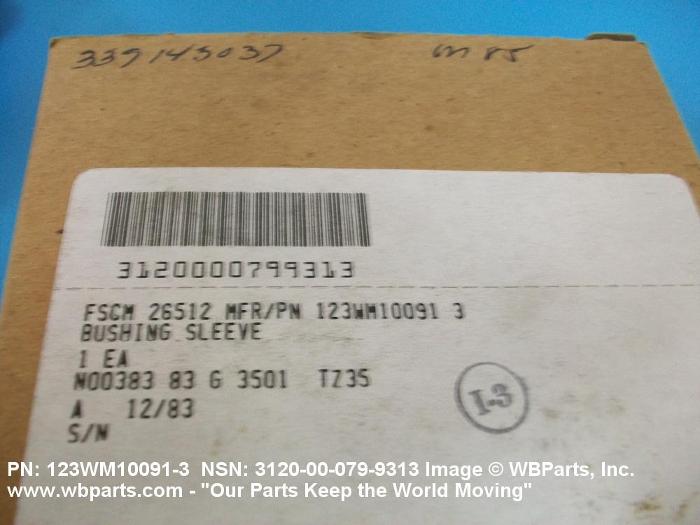 339145037 M 85
3120000799313
FSCM 26512 MFR/PN 123WM10091 3
BUSHING SLEEVE
1 EA
N00383 83 G 3501 TZ35
A 12/83
S/N
I-3
PN: 123WM10091-3 NSN: 3120-00-079-9313 Image © WBParts, Inc.
www.wbparts.com - "Our Parts Keep the World Moving"